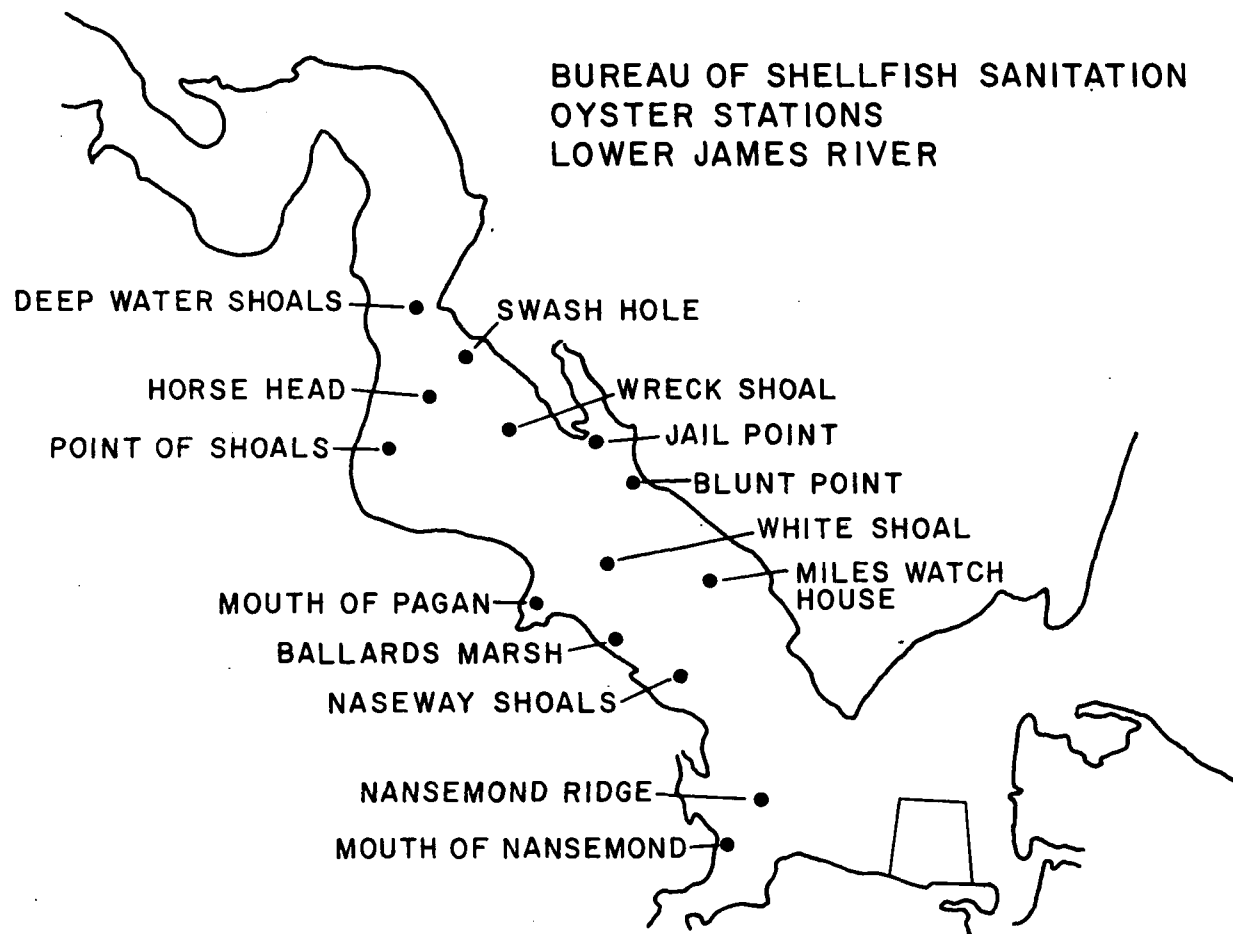 BUREAU OF SHELLFISH SANITATION
OYSTER STATIONS
LOWER JAMES RIVER
DEEP WATER SHOALS
SWASH HOLE
HORSE HEAD
WRECK SHOAL
POINT OF SHOALS
JAIL POINT
BLUNT POINT
WHITE SHOAL
MILES WATCH
HOUSE
MOUTH OF PAGAN
BALLARDS MARSH
NASEWAY SHOALS
NANSEMOND RIDGE
MOUTH OF NANSEMOND